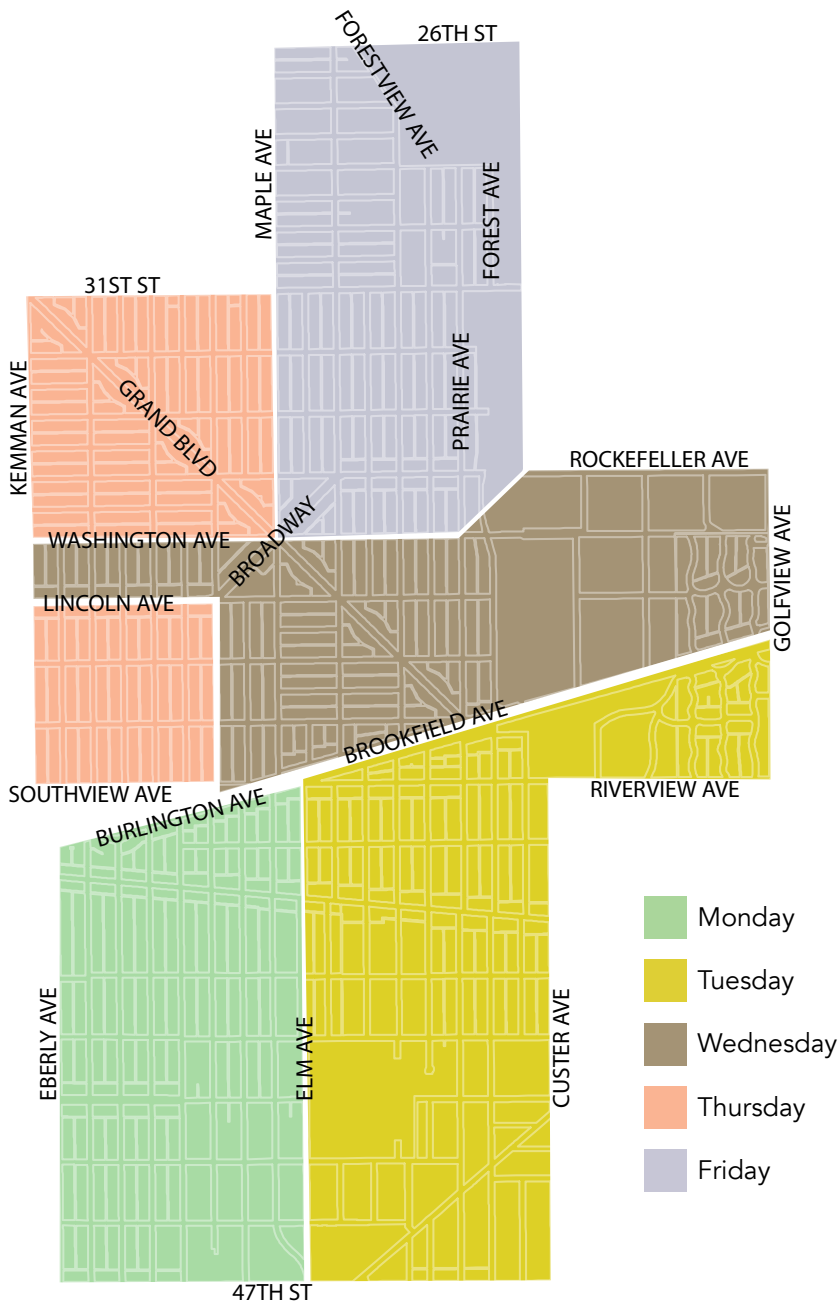 26TH ST
FORESTVIEW AVE
MAPLE AVE
FOREST AVE
31ST ST
KEMMAN AVE
GRAND BLVD
PRAIRIE AVE
ROCKEFELLER AVE
WASHINGTON AVE
BROADWAY
GOLFVIEW AVE
LINCOLN AVE
BROOKFIELD AVE
SOUTHVIEW AVE
RIVERVIEW AVE
BURLINGTON AVE
EBERLY AVE
ELM AVE
CUSTER AVE
47TH ST
Monday
Tuesday
Wednesday
Thursday
Friday